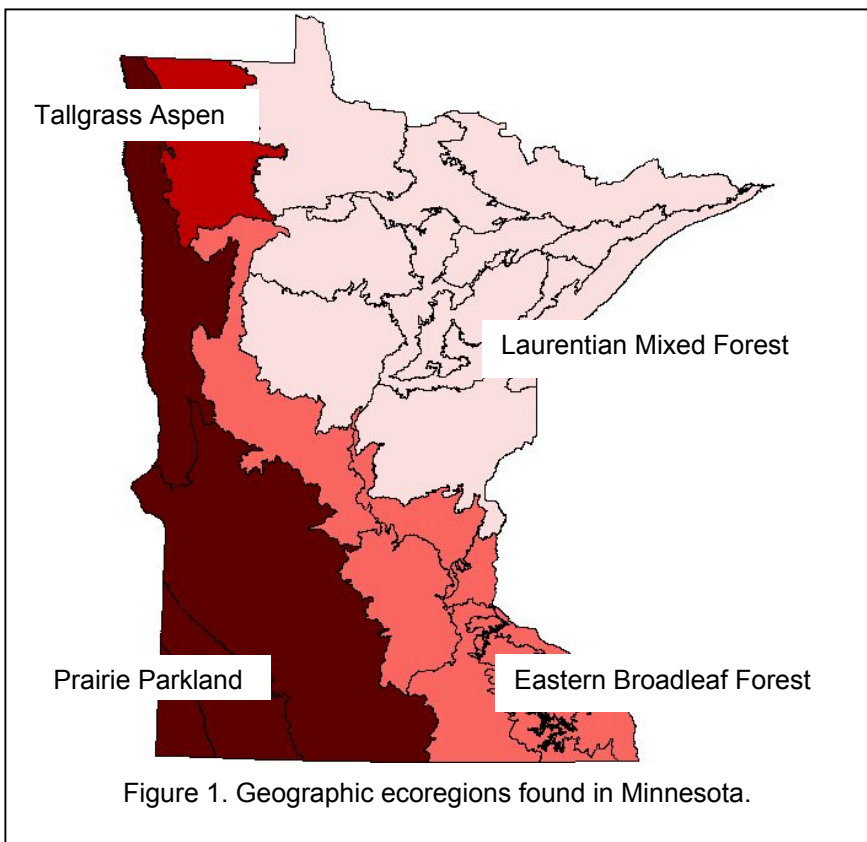 Tallgrass Aspen
Laurentian Mixed Forest
Prairie Parkland
Eastern Broadleaf Forest
Figure 1. Geographic ecoregions found in Minnesota.